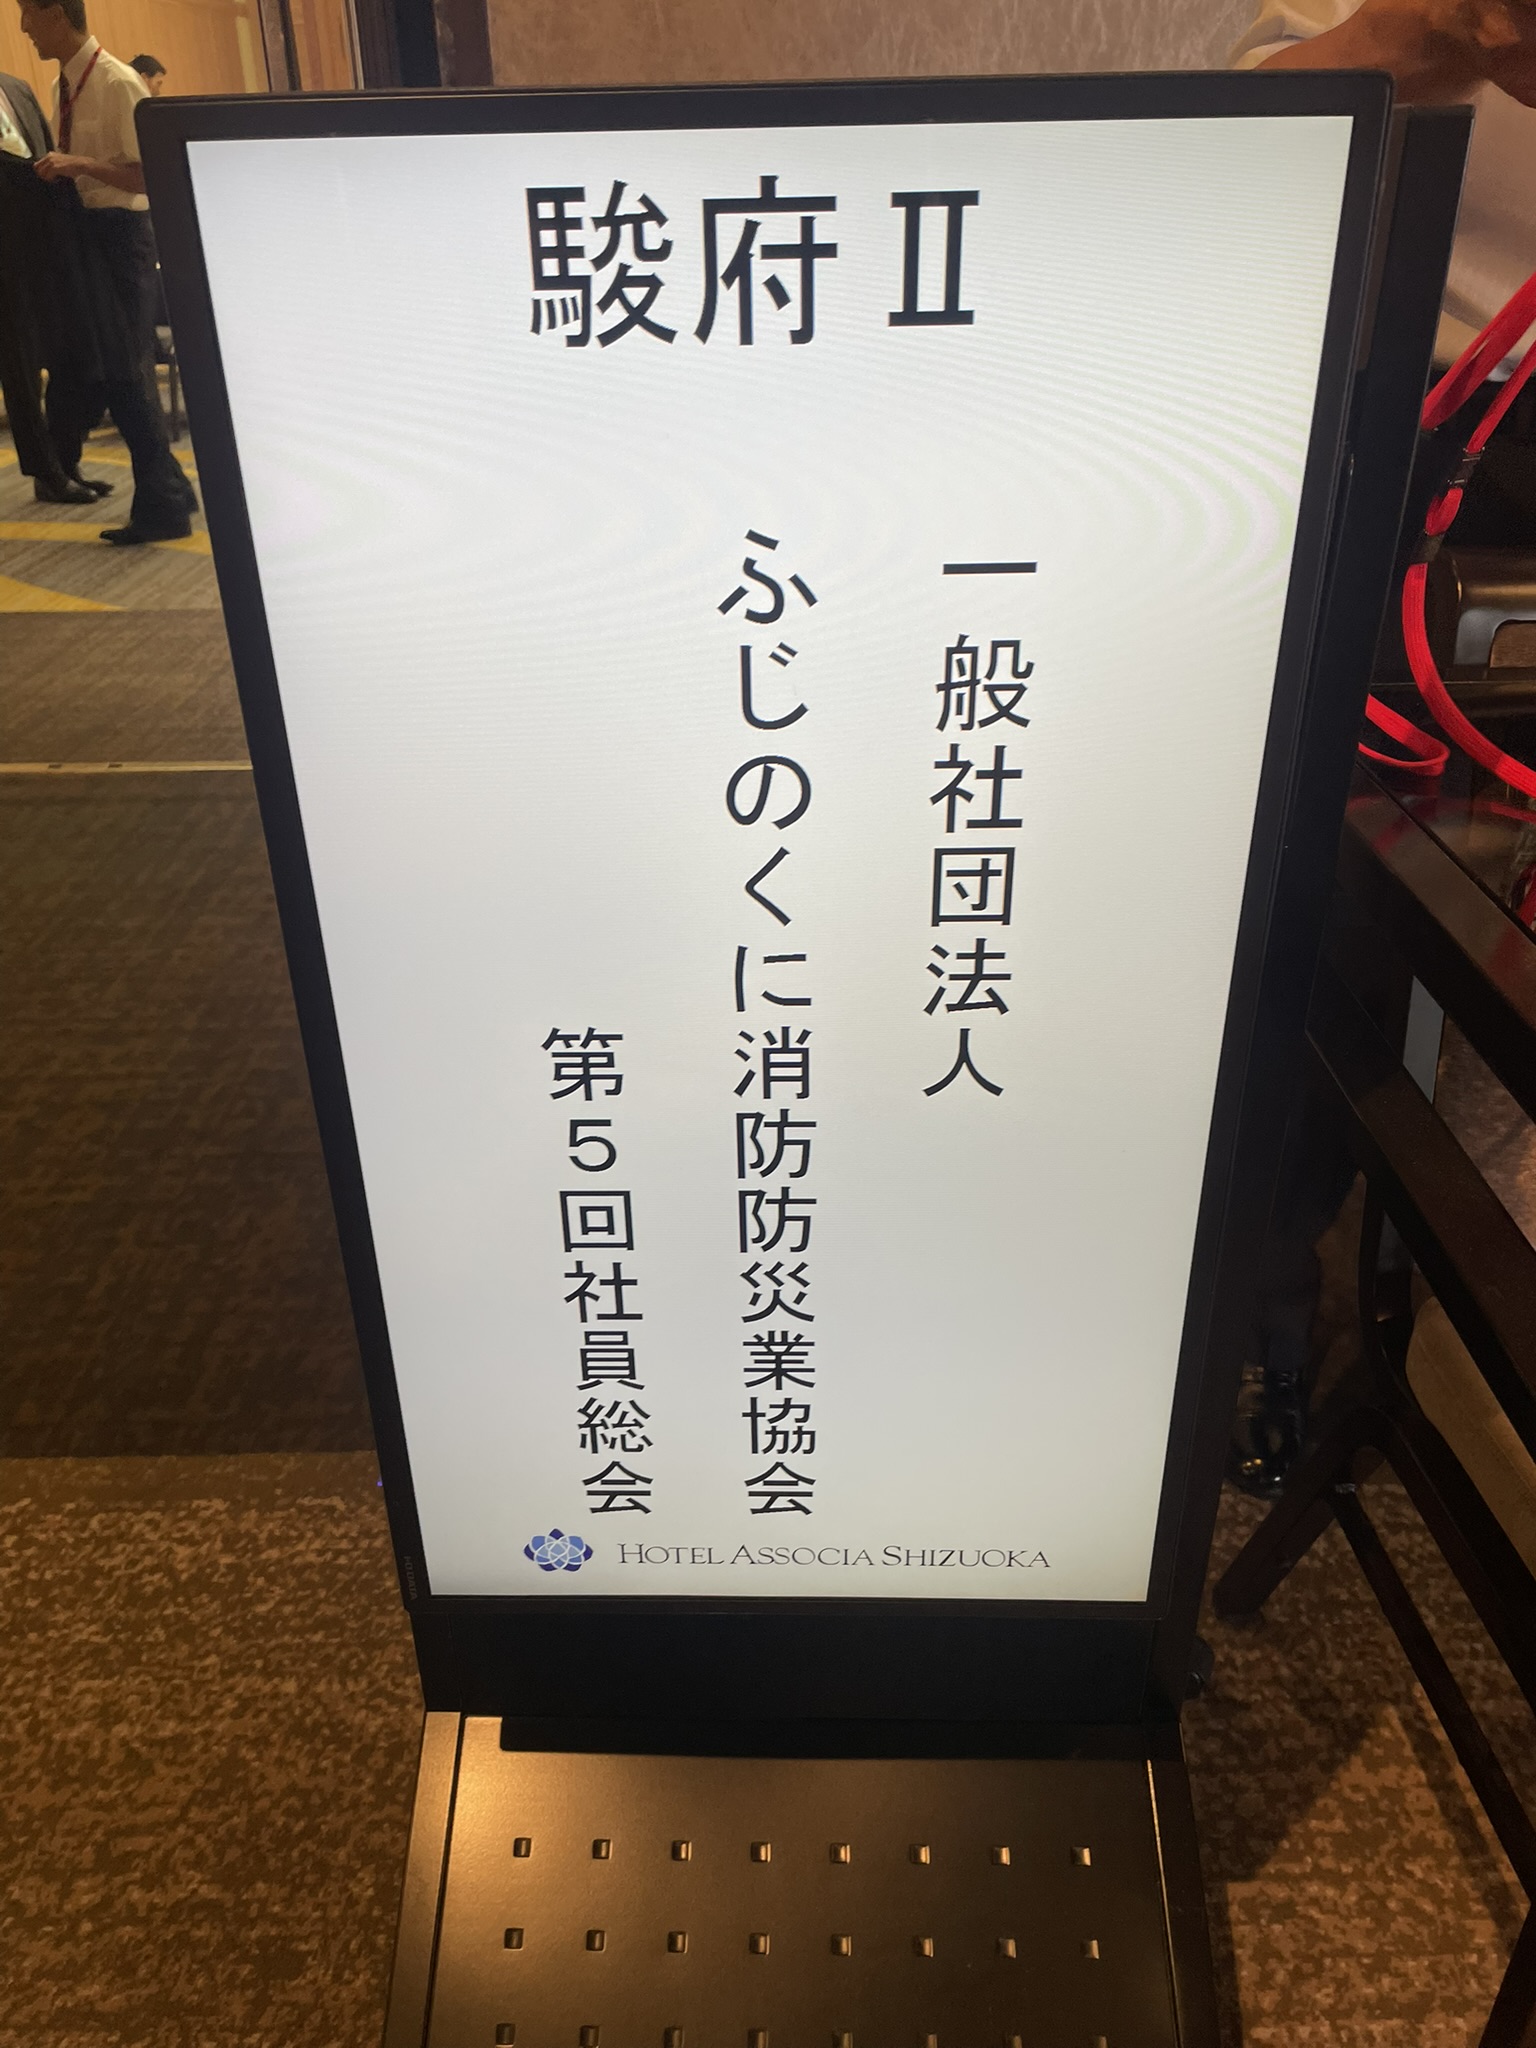 駿府Ⅱ
一般社団法人
ふじのくに消防防災業協会
第５回社員総会
HOTEL ASSOCIA SHIZUOKA
I-O DATA